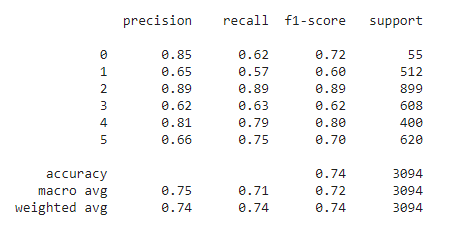 precision recall f1-score support
0 0.85 0.62 0.72 55
1 0.65 0.57 0.60 512
2 0.89 0.89 0.89 899
3 0.62 0.63 0.62 608
4 0.81 0.79 0.80 400
5 0.66 0.75 0.70 620
accuracy 0.74 3094
macro avg 0.75 0.71 0.72 3094
weighted avg 0.74 0.74 0.74 3094